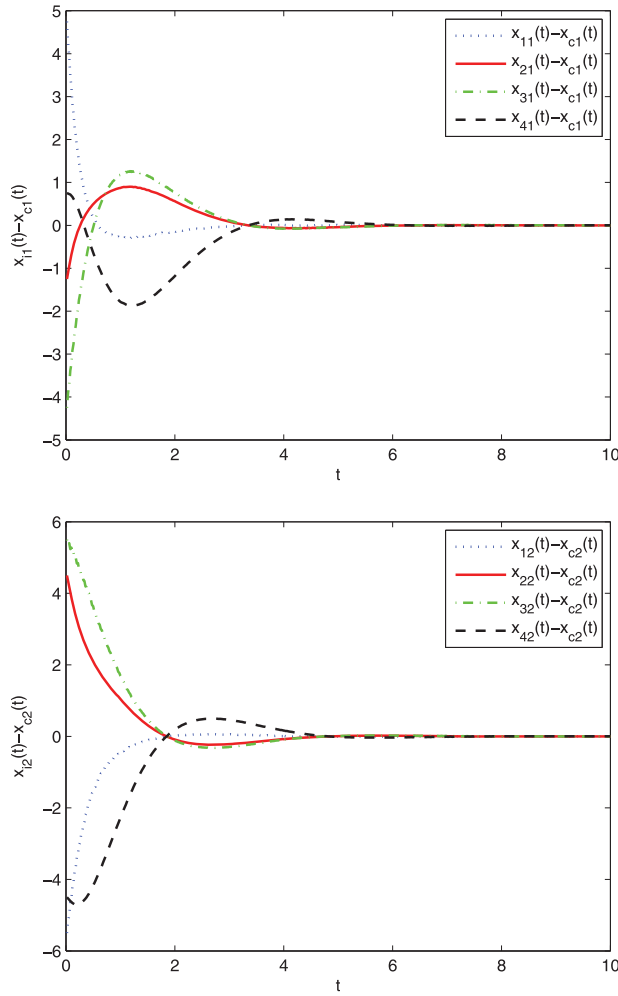 5
4
3
2
1
0
−1
−2
−3
−4
−5
0
2
4
6
8
10
t
x_{i1}(t)−x_{c1}(t)
x_{11}(t)−x_{c1}(t)
x_{21}(t)−x_{c1}(t)
x_{31}(t)−x_{c1}(t)
x_{41}(t)−x_{c1}(t)
6
4
2
0
−2
−4
−6
0
2
4
6
8
10
t
x_{i2}(t)−x_{c2}(t)
x_{12}(t)−x_{c2}(t)
x_{22}(t)−x_{c2}(t)
x_{32}(t)−x_{c2}(t)
x_{42}(t)−x_{c2}(t)